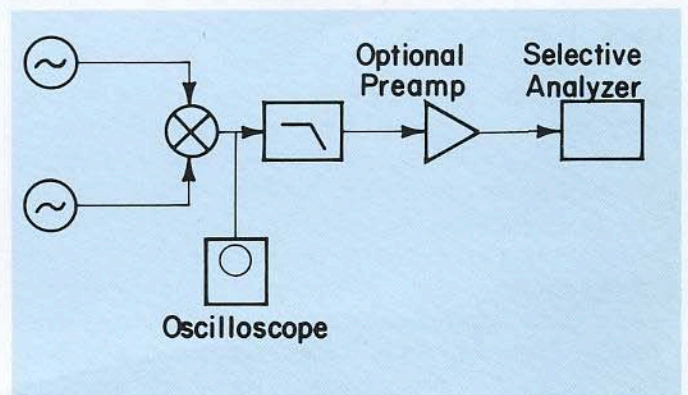 Optional
Preamp
Selective
Analyzer
Oscilloscope